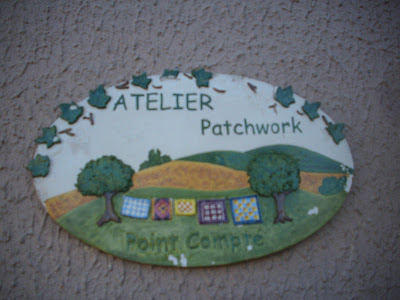 ATELIER
Patchwork
Point Compté